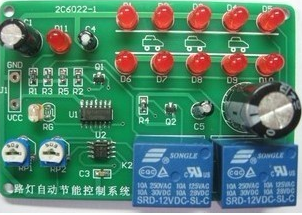 2C6022-1
C1
C4
D1
D2
D3
D4
D5
D6
D7
D8
D9
D10
J1
GND
VCC
R1 R3 R5 R2
Q1
U1
RG
R4
Q2
C5
U2
K2
C3
RP1
RP2
SONGLE
10A 250VAC 10A 125VAC
10A 30VDC 10A 28VDC
SRD-12VDC-SL-C
SONGLE
10A 250VAC 10A 125VAC
10A 30VDC 10A 28VDC
SRD-12VDC-SL-C
路灯自动节能控制系统